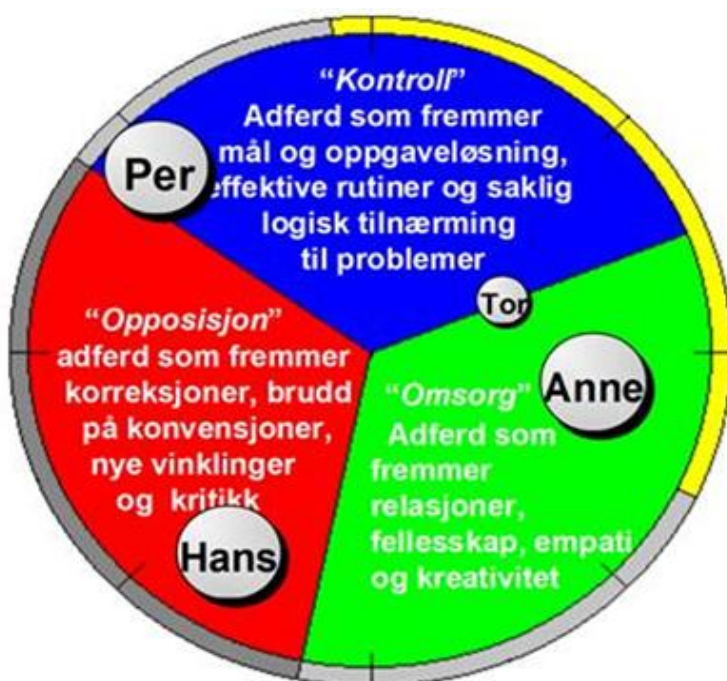 “Kontroll”
Adferd som fremmer
mål og oppgaveløsning,
effektive rutiner og saklig
logisk tilnærming
til problemer
Per
Tor
“Opposisjon”
adferd som fremmer
korreksjoner, brudd
på konvensjoner,
nye vinklinger
og kritikk
Hans
Anne
“Omsorg”
Adferd som
fremmer
relasjoner,
fellesskap, empati
og kreativitet